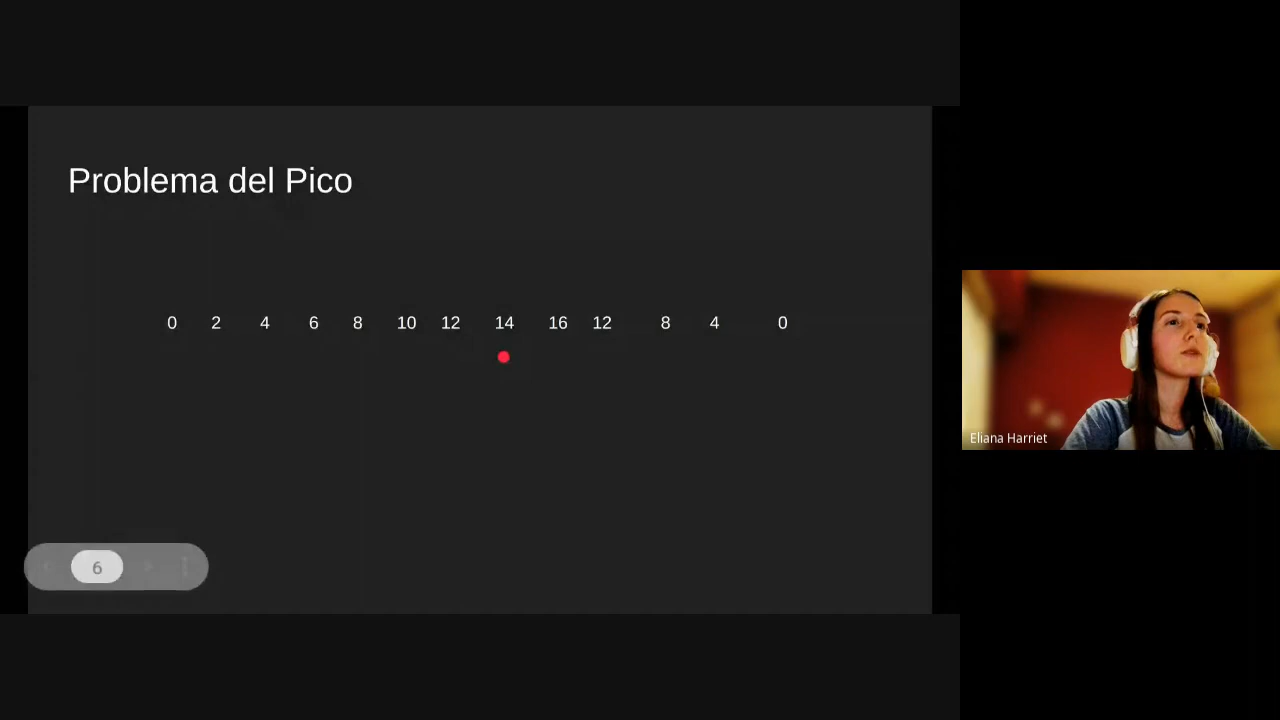 Problema del Pico
0 2 4 6 8 10 12 14 16 12 8 4 0
Eliana Harriet
6